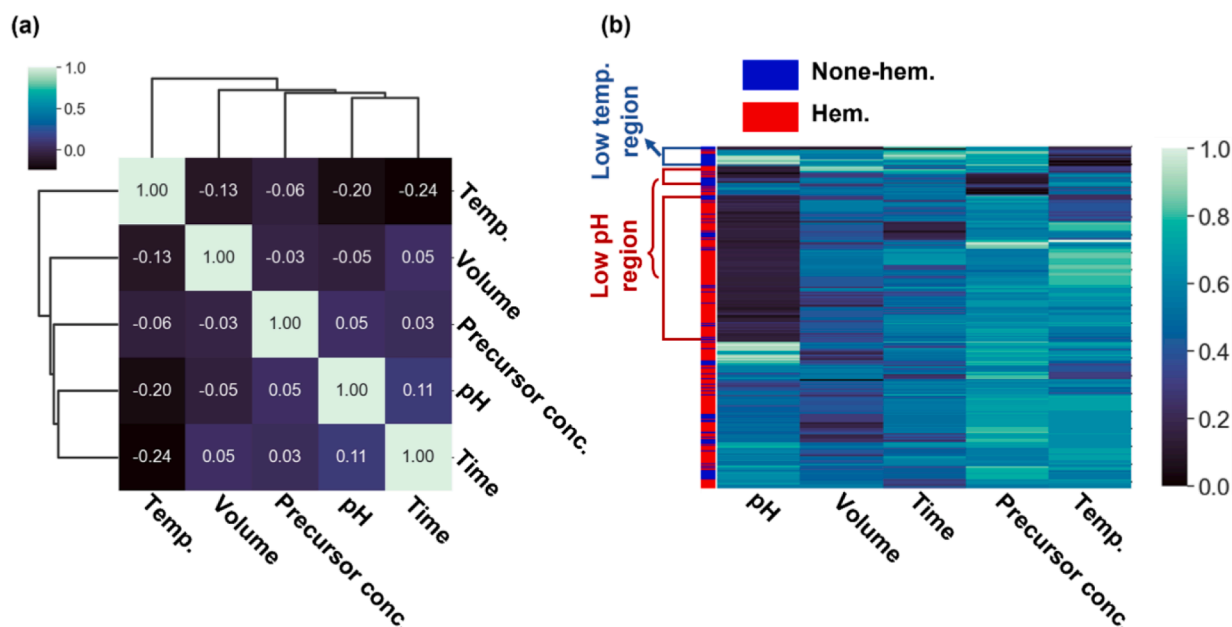 (a)
1.0
0.5
0.0
1.00 -0.13 -0.06 -0.20 -0.24 Temp.
-0.13 1.00 -0.03 -0.05 0.05 Volume
-0.06 -0.03 1.00 0.05 0.03 Precursor conc.
-0.20 -0.05 0.05 1.00 0.11 pH
-0.24 0.05 0.03 0.11 1.00 Time
Temp.
Volume
Precursor conc
pH
Time
(b)
None-hem.
Hem.
Low temp.
region
Low pH
region
1.0
0.8
0.6
0.4
0.2
0.0
pH
Volume
Time
Precursor conc.
Temp.